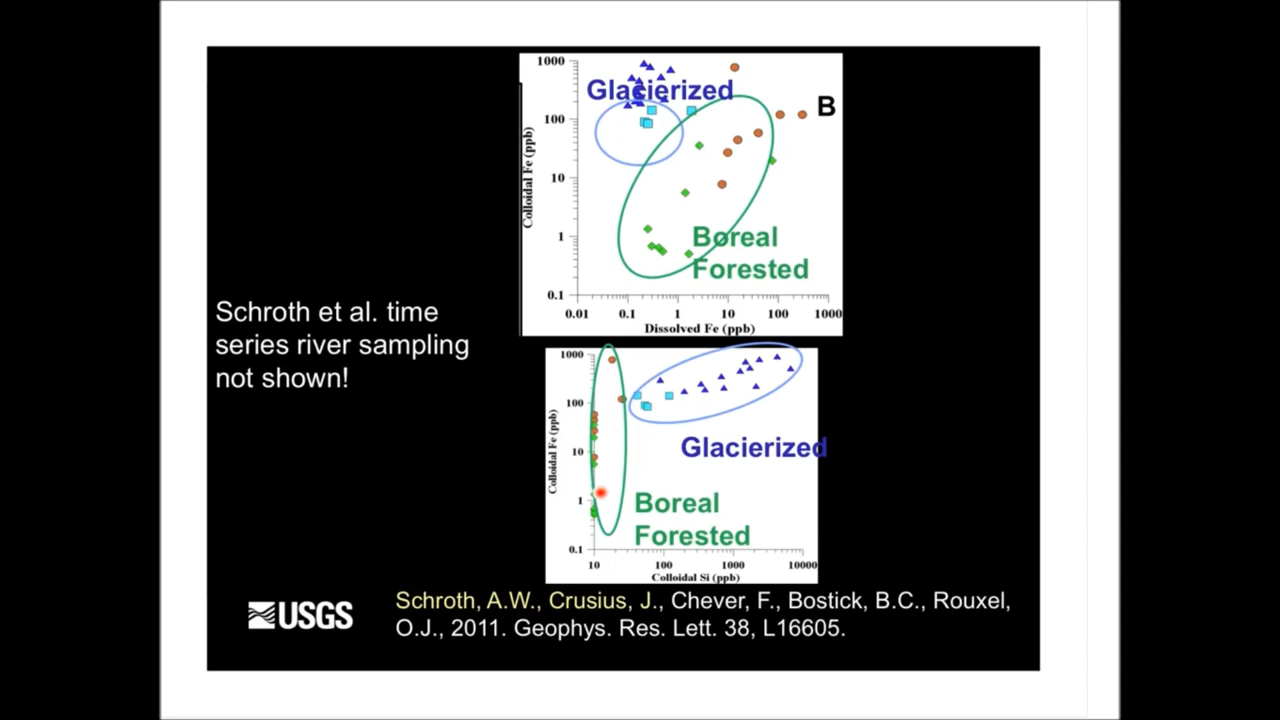 1000
Glacierized
B
100
Colloidal Fe (ppb)
10
1
Boreal
Forested
0.1
0.01 0.1 1 10 100 1000
Dissolved Fe (ppb)
Schroth et al. time
series river sampling
not shown!
1000
100
Colloidal Fe (ppb)
Glacierized
10
1
Boreal
Forested
0.1
10 100 1000 10000
Colloidal Si (ppb)
USGS
Schroth, A.W., Crusius, J., Chever, F., Bostick, B.C., Rouxel,
O.J., 2011. Geophys. Res. Lett. 38, L16605.